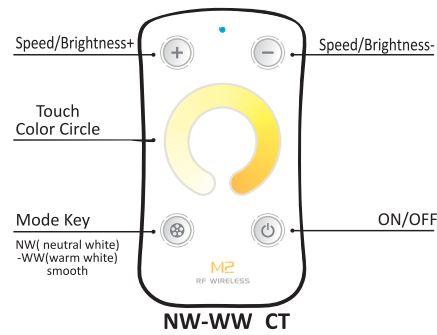 Speed/Brightness+
Speed/Brightness-
Touch
Color Circle
Mode Key
NW( neutral white)
-WW(warm white)
smooth
ON/OFF
M2
RF WIRELESS
NW-WW CT